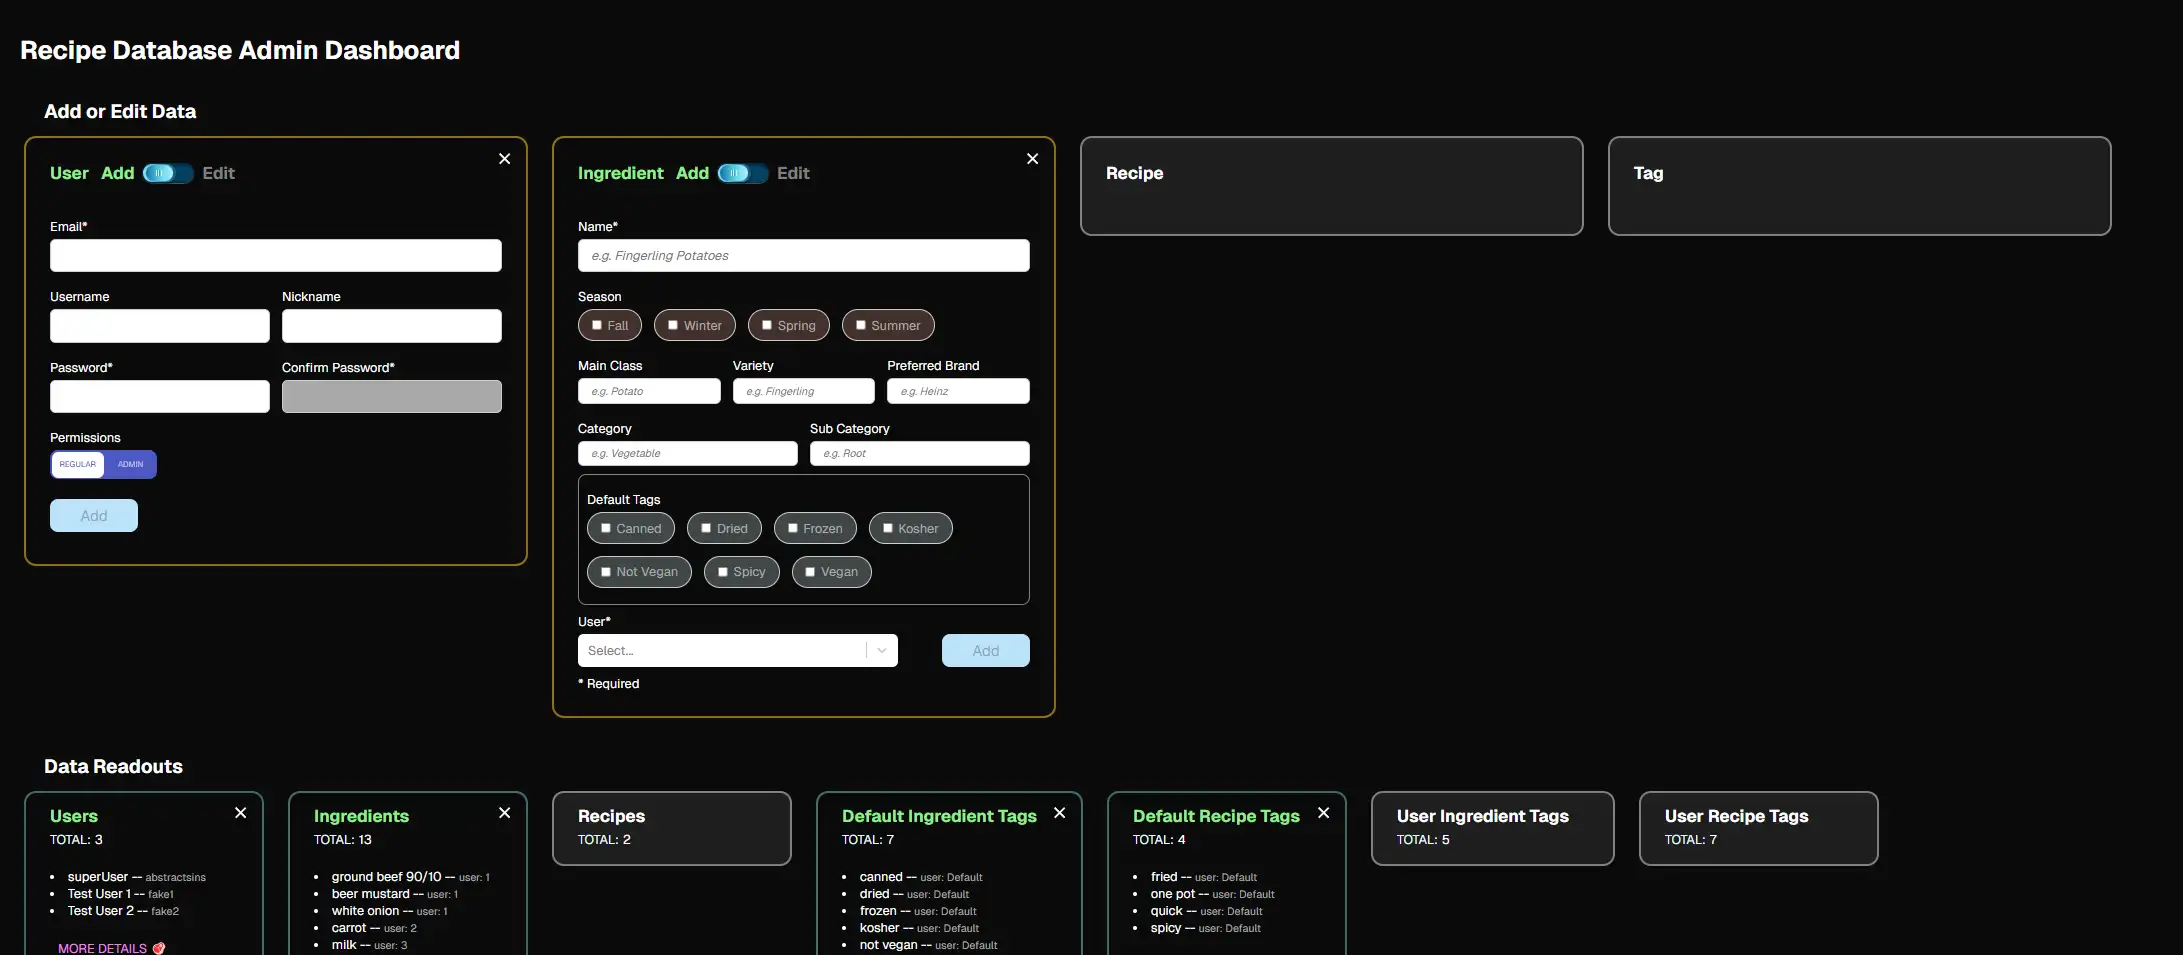 Recipe Database Admin Dashboard
Add or Edit Data
User Add Edit
Email*
Username Nickname
Password* Confirm Password*
Permissions
REGULAR ADMIN
Add
Ingredient Add Edit
Name*
e.g. Fingerling Potatoes
Season
Fall Winter Spring Summer
Main Class Variety Preferred Brand
e.g. Potato e.g. Fingerling e.g. Heinz
Category Sub Category
e.g. Vegetable e.g. Root
Default Tags
Canned Dried Frozen Kosher
Not Vegan Spicy Vegan
User*
Select... Add
* Required
Recipe
Tag
Data Readouts
Users
TOTAL: 3
superUser -- abstractsins
Test User 1 -- fake1
Test User 2 -- fake2
MORE DETAILS
Ingredients
TOTAL: 13
ground beef 90/10 -- user: 1
beer mustard -- user: 1
white onion -- user: 1
carrot -- user: 2
milk -- user: 3
Recipes
TOTAL: 2
Default Ingredient Tags
TOTAL: 7
canned -- user: Default
dried -- user: Default
frozen -- user: Default
kosher -- user: Default
not vegan -- user: Default
Default Recipe Tags
TOTAL: 4
fried -- user: Default
one pot -- user: Default
quick -- user: Default
spicy -- user: Default
User Ingredient Tags
TOTAL: 5
User Recipe Tags
TOTAL: 7